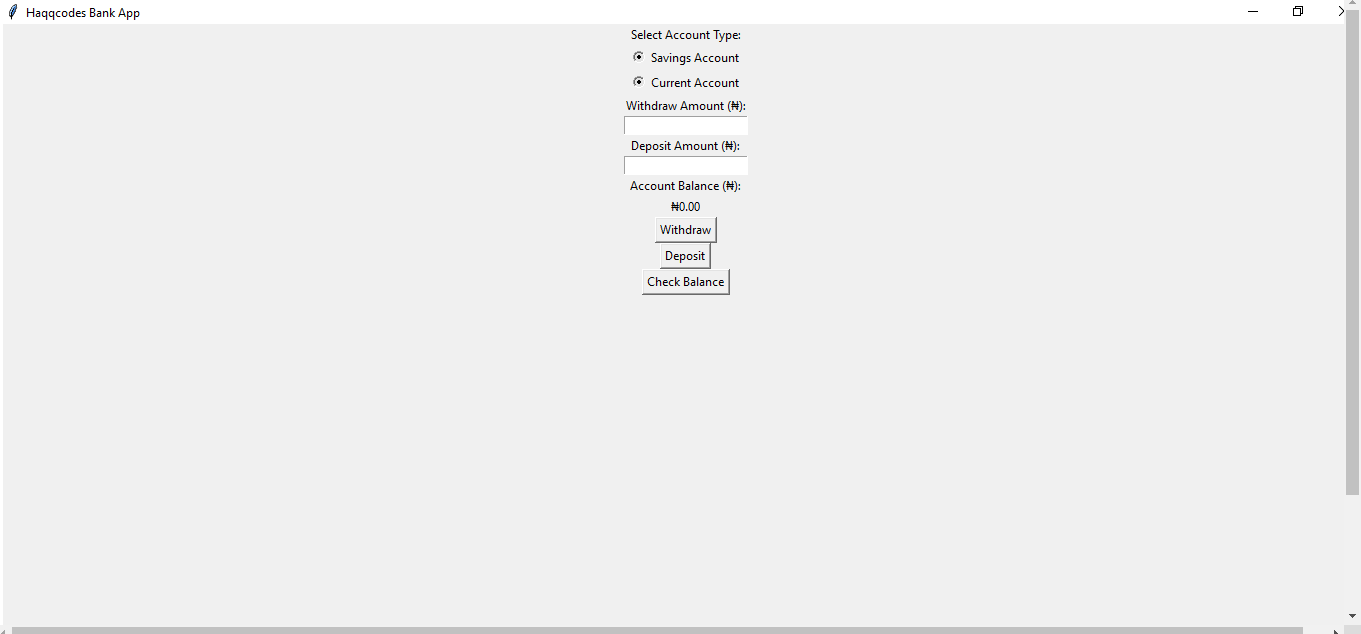 Haqqcodes Bank App
Select Account Type:
Savings Account
Current Account
Withdraw Amount (₦):
Deposit Amount (₦):
Account Balance (₦):
₦0.00
Withdraw
Deposit
Check Balance